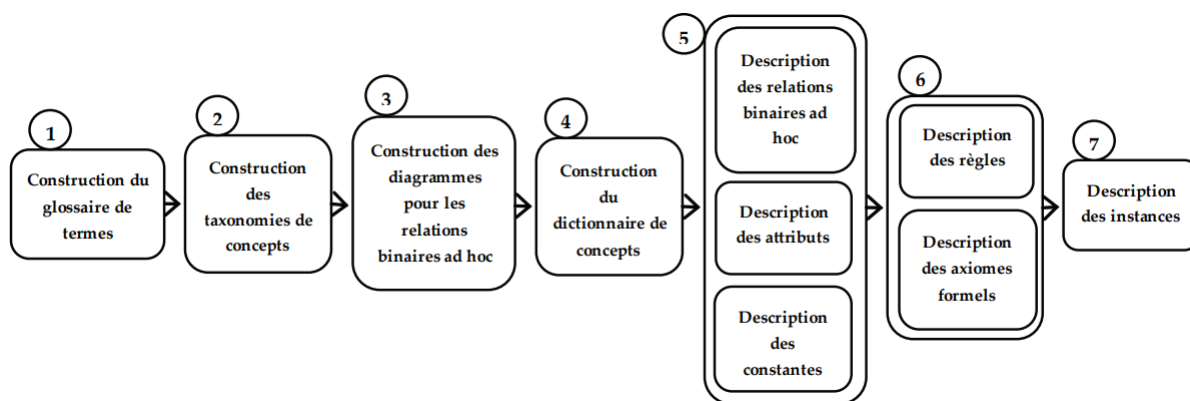 1
Construction du
glossaire de
termes
2
Construction
des
taxonomies de
concepts
3
Construction des
diagrammes
pour les
relations
binaires ad hoc
4
Construction
du
dictionnaire de
concepts
5
Description
des relations
binaires ad
hoc
Description
des attributs
Description
des
constantes
6
Description
des règles
Description
des axiomes
formels
7
Description
des instances